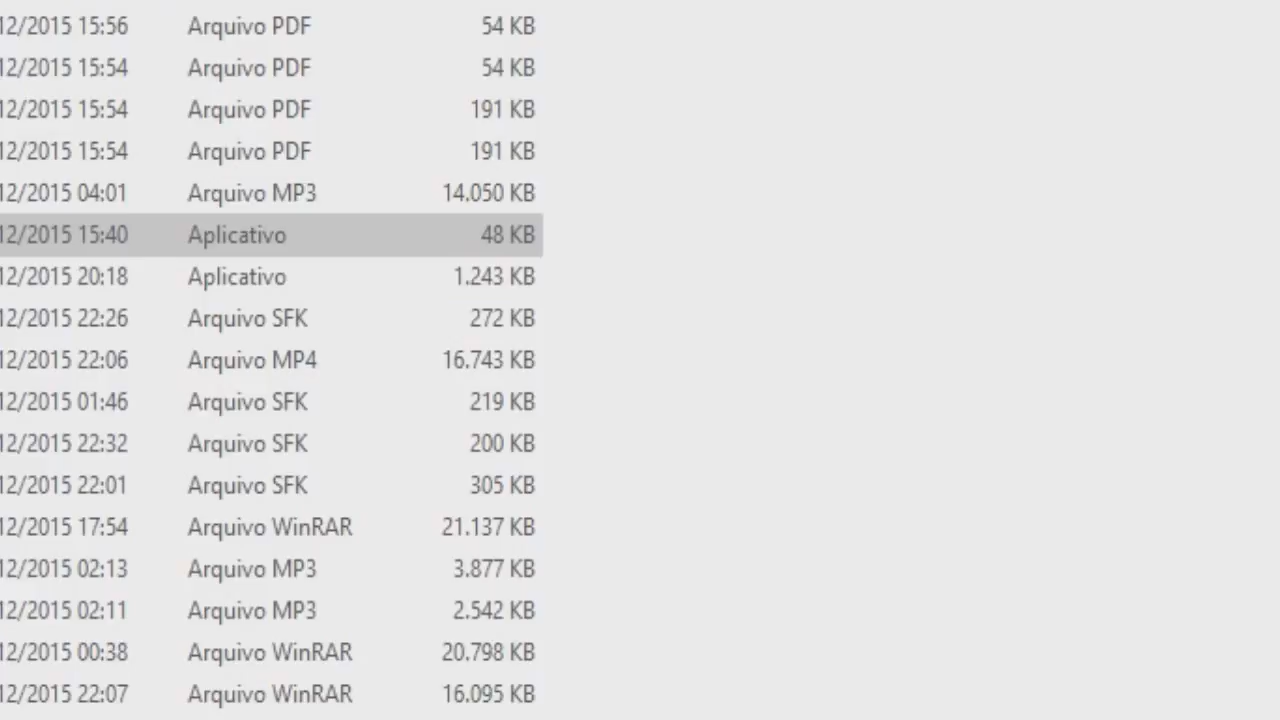 12/2015 15:56 Arquivo PDF 54 KB
12/2015 15:54 Arquivo PDF 54 KB
12/2015 15:54 Arquivo PDF 191 KB
12/2015 15:54 Arquivo PDF 191 KB
12/2015 04:01 Arquivo MP3 14.050 KB
12/2015 15:40 Aplicativo 48 KB
12/2015 20:18 Aplicativo 1.243 KB
12/2015 22:26 Arquivo SFK 272 KB
12/2015 22:06 Arquivo MP4 16.743 KB
12/2015 01:46 Arquivo SFK 219 KB
12/2015 22:32 Arquivo SFK 200 KB
12/2015 22:01 Arquivo SFK 305 KB
12/2015 17:54 Arquivo WinRAR 21.137 KB
12/2015 02:13 Arquivo MP3 3.877 KB
12/2015 02:11 Arquivo MP3 2.542 KB
12/2015 00:38 Arquivo WinRAR 20.798 KB
12/2015 22:07 Arquivo WinRAR 16.095 KB